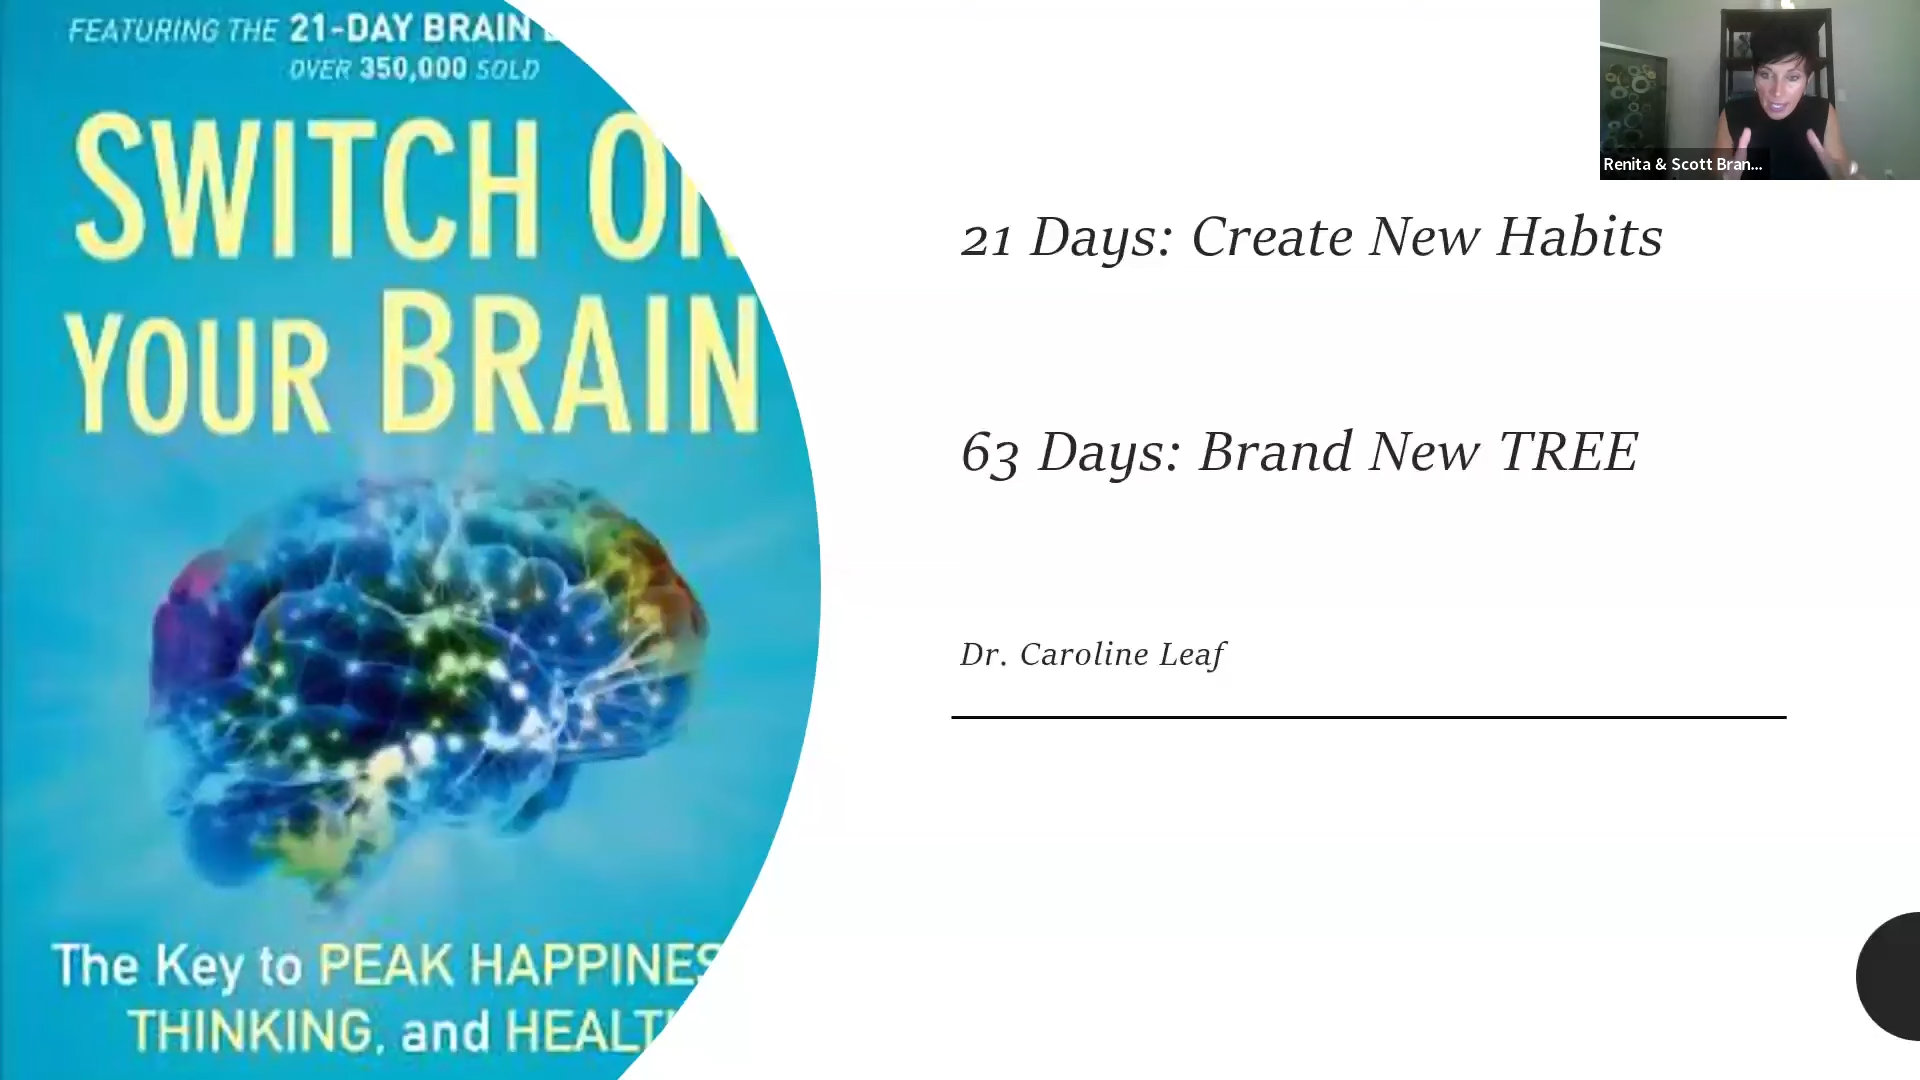 FEATURING THE 21-DAY BRAIN
OVER 350,000 SOLD
SWITCH ON
YOUR BRAIN
The Key to PEAK HAPPINES
THINKING, and HEALT
21 Days: Create New Habits
63 Days: Brand New TREE
Dr. Caroline Leaf
Renita & Scott Bran...